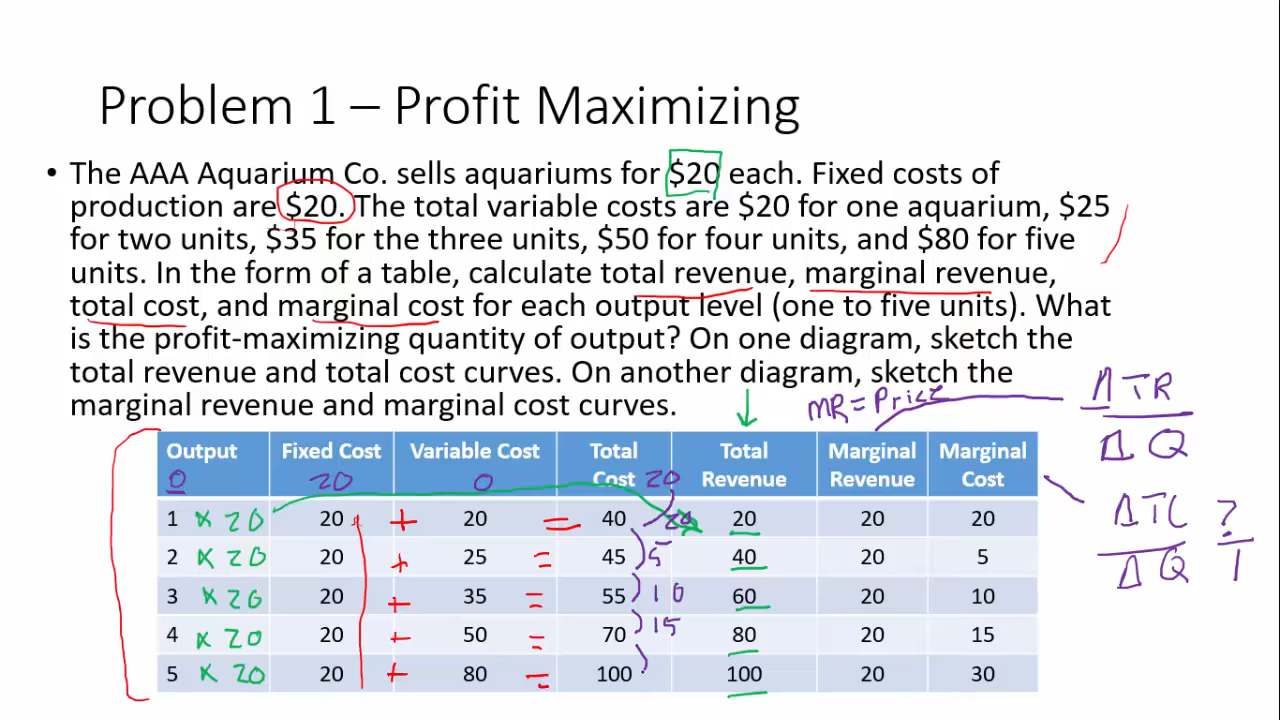 Problem 1 – Profit Maximizing
• The AAA Aquarium Co. sells aquariums for $20 each. Fixed costs of
production are $20. The total variable costs are $20 for one aquarium, $25
for two units, $35 for the three units, $50 for four units, and $80 for five
units. In the form of a table, calculate total revenue, marginal revenue,
total cost, and marginal cost for each output level (one to five units). What
is the profit-maximizing quantity of output? On one diagram, sketch the
total revenue and total cost curves. On another diagram, sketch the
marginal revenue and marginal cost curves.
MR = Price
Δ TR
Δ Q
Output Fixed Cost Variable Cost Total Total Marginal Marginal
Cost Revenue Revenue Cost
0 20 0 20
1 × 20 20 + 20 = 40 20 20 20 20
2 × 20 20 + 25 = 45 5 40 20 5
3 × 20 20 + 35 = 55 10 60 20 10
4 × 20 20 + 50 = 70 15 80 20 15
5 × 20 20 + 80 = 100 100 20 30
Δ TC ?
Δ Q 1